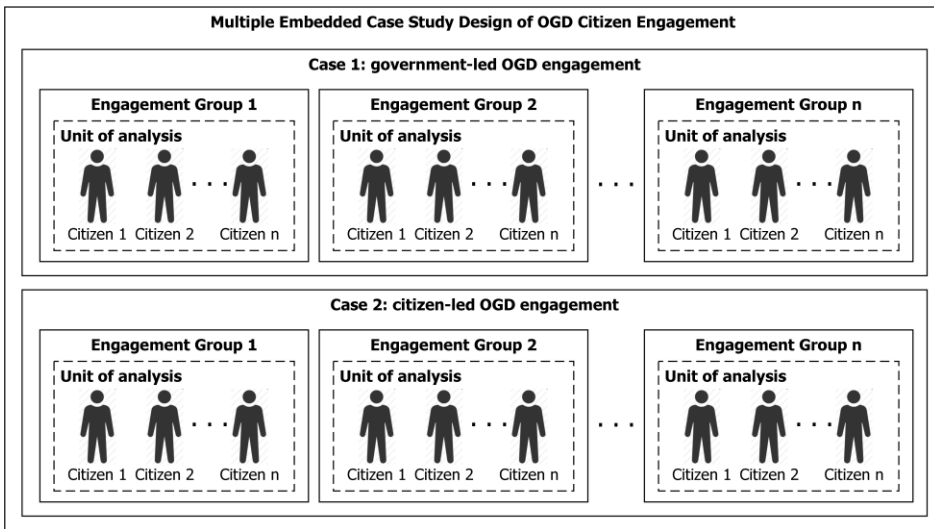 Multiple Embedded Case Study Design of OGD Citizen Engagement
Case 1: government-led OGD engagement
Engagement Group 1
Unit of analysis
. . .
Citizen 1 Citizen 2 Citizen n
Engagement Group 2
Unit of analysis
. . .
Citizen 1 Citizen 2 Citizen n
. . .
Engagement Group n
Unit of analysis
. . .
Citizen 1 Citizen 2 Citizen n
Case 2: citizen-led OGD engagement
Engagement Group 1
Unit of analysis
. . .
Citizen 1 Citizen 2 Citizen n
Engagement Group 2
Unit of analysis
. . .
Citizen 1 Citizen 2 Citizen n
. . .
Engagement Group n
Unit of analysis
. . .
Citizen 1 Citizen 2 Citizen n